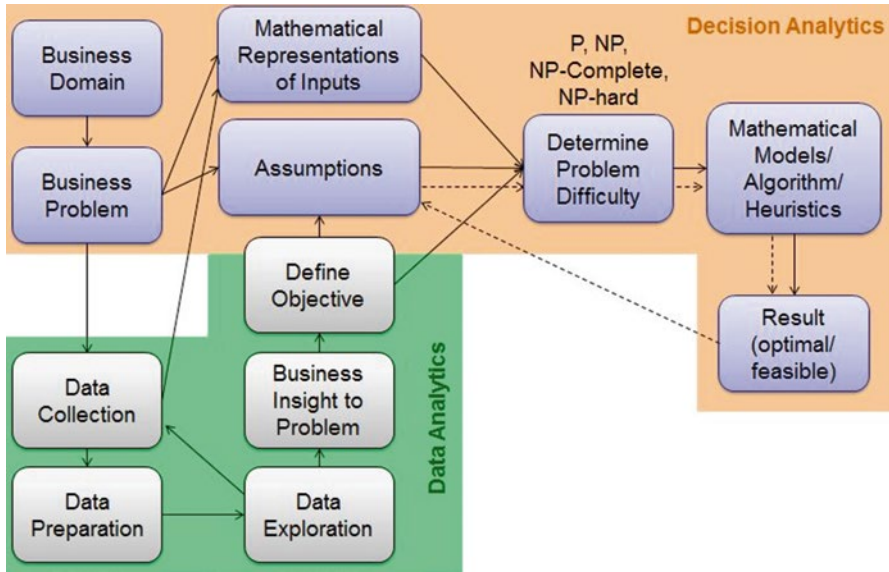 Decision Analytics
Business
Domain
Mathematical
Representations
of Inputs
P, NP,
NP-Complete,
NP-hard
Business
Problem
Assumptions
Determine
Problem
Difficulty
Mathematical
Models/
Algorithm/
Heuristics
Define
Objective
Result
(optimal/
feasible)
Data
Collection
Business
Insight to
Problem
Data Analytics
Data
Preparation
Data
Exploration